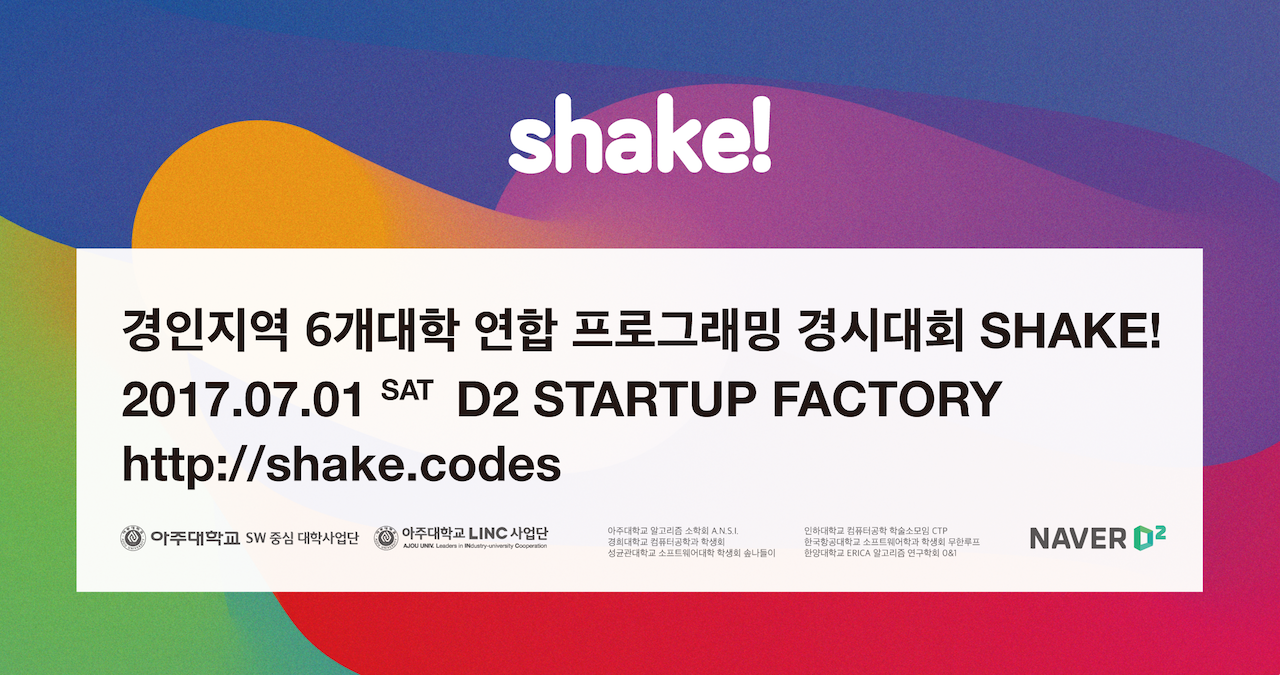 shake!
경인지역 6개대학 연합 프로그래밍 경시대회 SHAKE!
2017.07.01 SAT D2 STARTUP FACTORY
http://shake.codes
아주대학교 SW 중심 대학사업단
아주대학교 LINC 사업단
AJOU UNIV. Leaders in INdustry-university Cooperation
아주대학교 알고리즘 소학회 A.N.S.I.
경희대학교 컴퓨터공학과 학생회
성균관대학교 소프트웨어대학 학생회 솦나들이
인하대학교 컴퓨터공학 학술소모임 CTP
한국항공대학교 소프트웨어학과 학생회 무한루프
한양대학교 ERICA 알고리즘 연구학회 0&1
NAVER D2